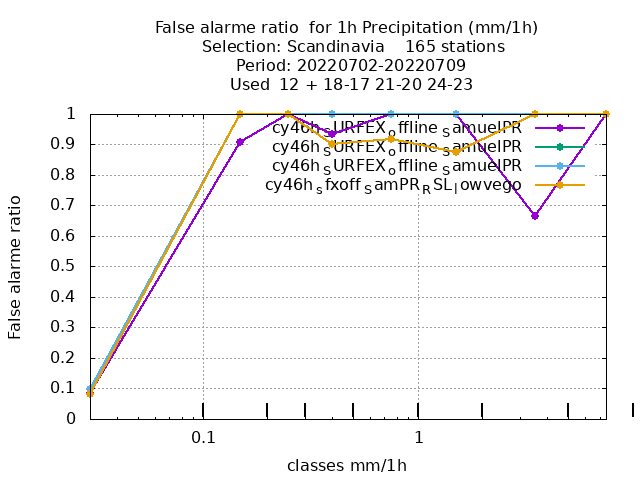 False alarme ratio  for 1h Precipitation (mm/1h)
Selection: Scandinavia    165 stations
Period: 20220702-20220709
Used  12 + 18-17 21-20 24-23
cy46h_SURFEX_offline_SamuelPR
cy46h_SURFEX_offline_SamuelPR
cy46h_SURFEX_offline_SamuelPR
cy46h_sfxoff_SamPR_RSL_lowvego
False alarme ratio
1
0.9
0.8
0.7
0.6
0.5
0.4
0.3
0.2
0.1
0
0.1 1
classes mm/1h